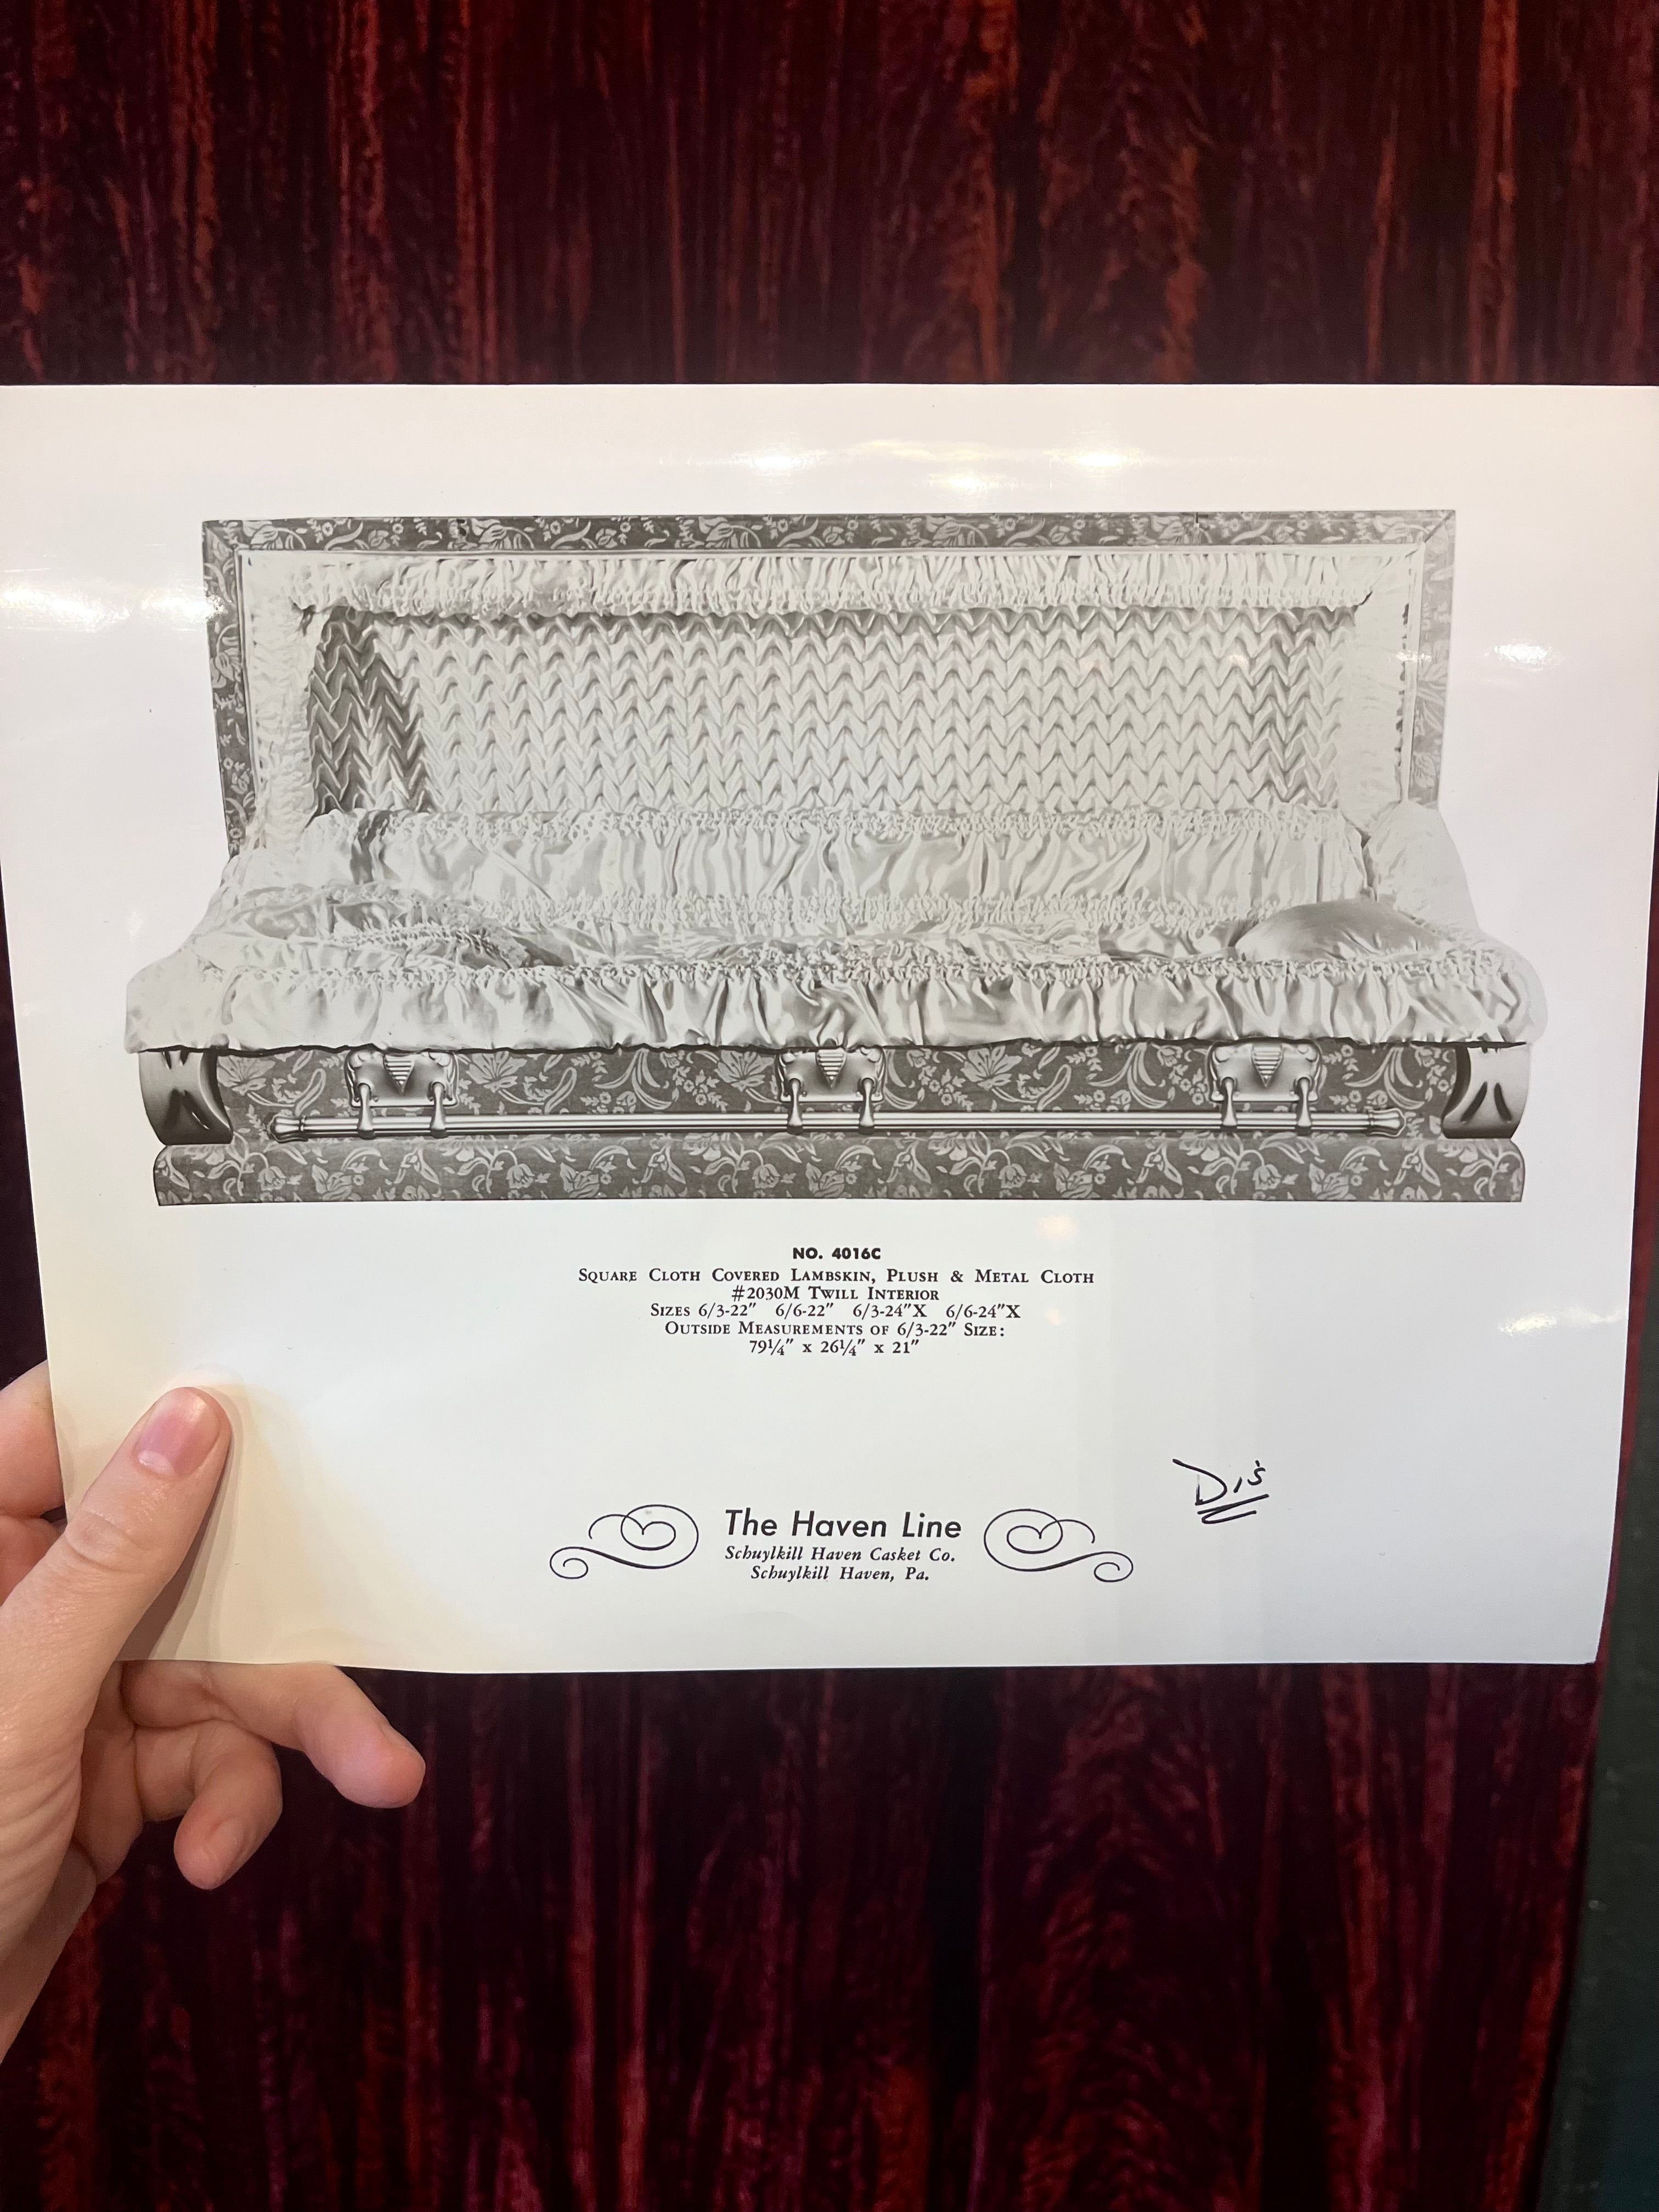 NO. 4016C
SQUARE CLOTH COVERED LAMBSKIN, PLUSH & METAL CLOTH
#2030M TWILL INTERIOR
SIZES 6/3-22" 6/6-22" 6/3-24"X 6/6-24"X
OUTSIDE MEASUREMENTS OF 6/3-22" SIZE:
79¼" x 26¼" x 21"
Dis
The Haven Line
Schuylkill Haven Casket Co.
Schuylkill Haven, Pa.